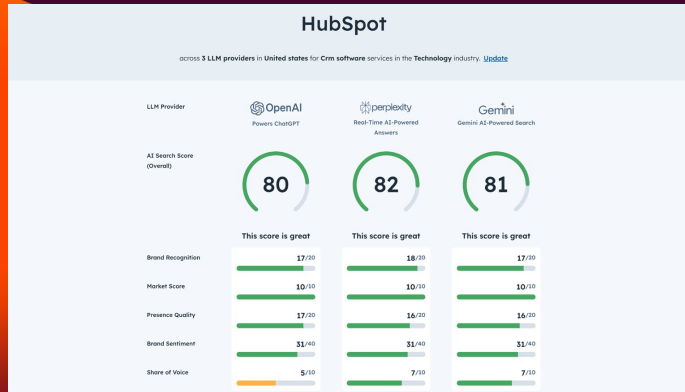 HubSpot
across 3 LLM providers in United states for Crm software services in the Technology industry. Update
LLM Provider
OpenAI
Powers ChatGPT
perplexity
Real-Time AI-Powered
Answers
Gemini
Gemini AI-Powered Search
AI Search Score
(Overall)
80
82
81
This score is great
This score is great
This score is great
Brand Recognition
17/20
18/20
17/20
Market Score
10/10
10/10
10/10
Presence Quality
17/20
16/20
16/20
Brand Sentiment
31/40
31/40
31/40
Share of Voice
5/10
7/10
7/10